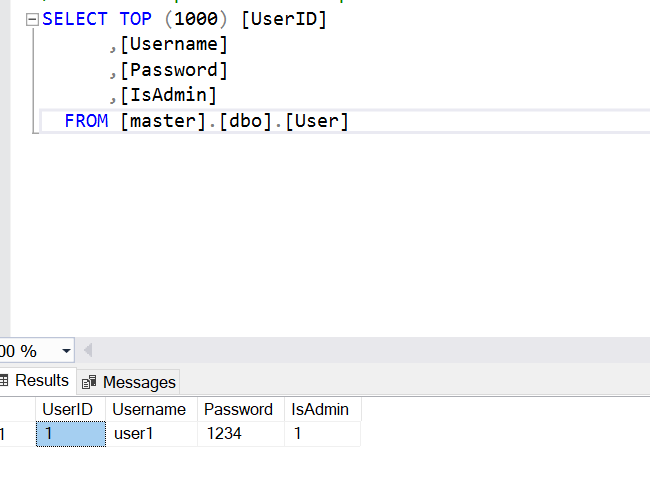 SELECT TOP (1000) [UserID]
,[Username]
,[Password]
,[IsAdmin]
FROM [master].[dbo].[User]
00 %
Results Messages
UserID Username Password IsAdmin
1 1 user1 1234 1